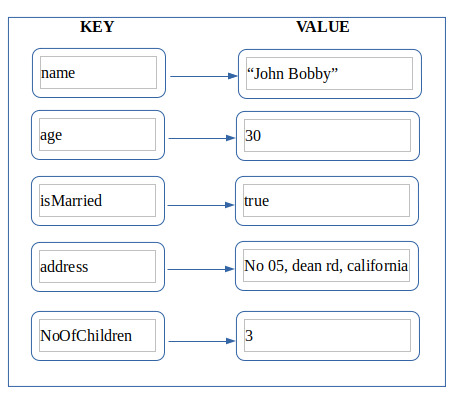 KEY VALUE
name “John Bobby”
age 30
isMarried true
address No 05, dean rd, california
NoOfChildren 3